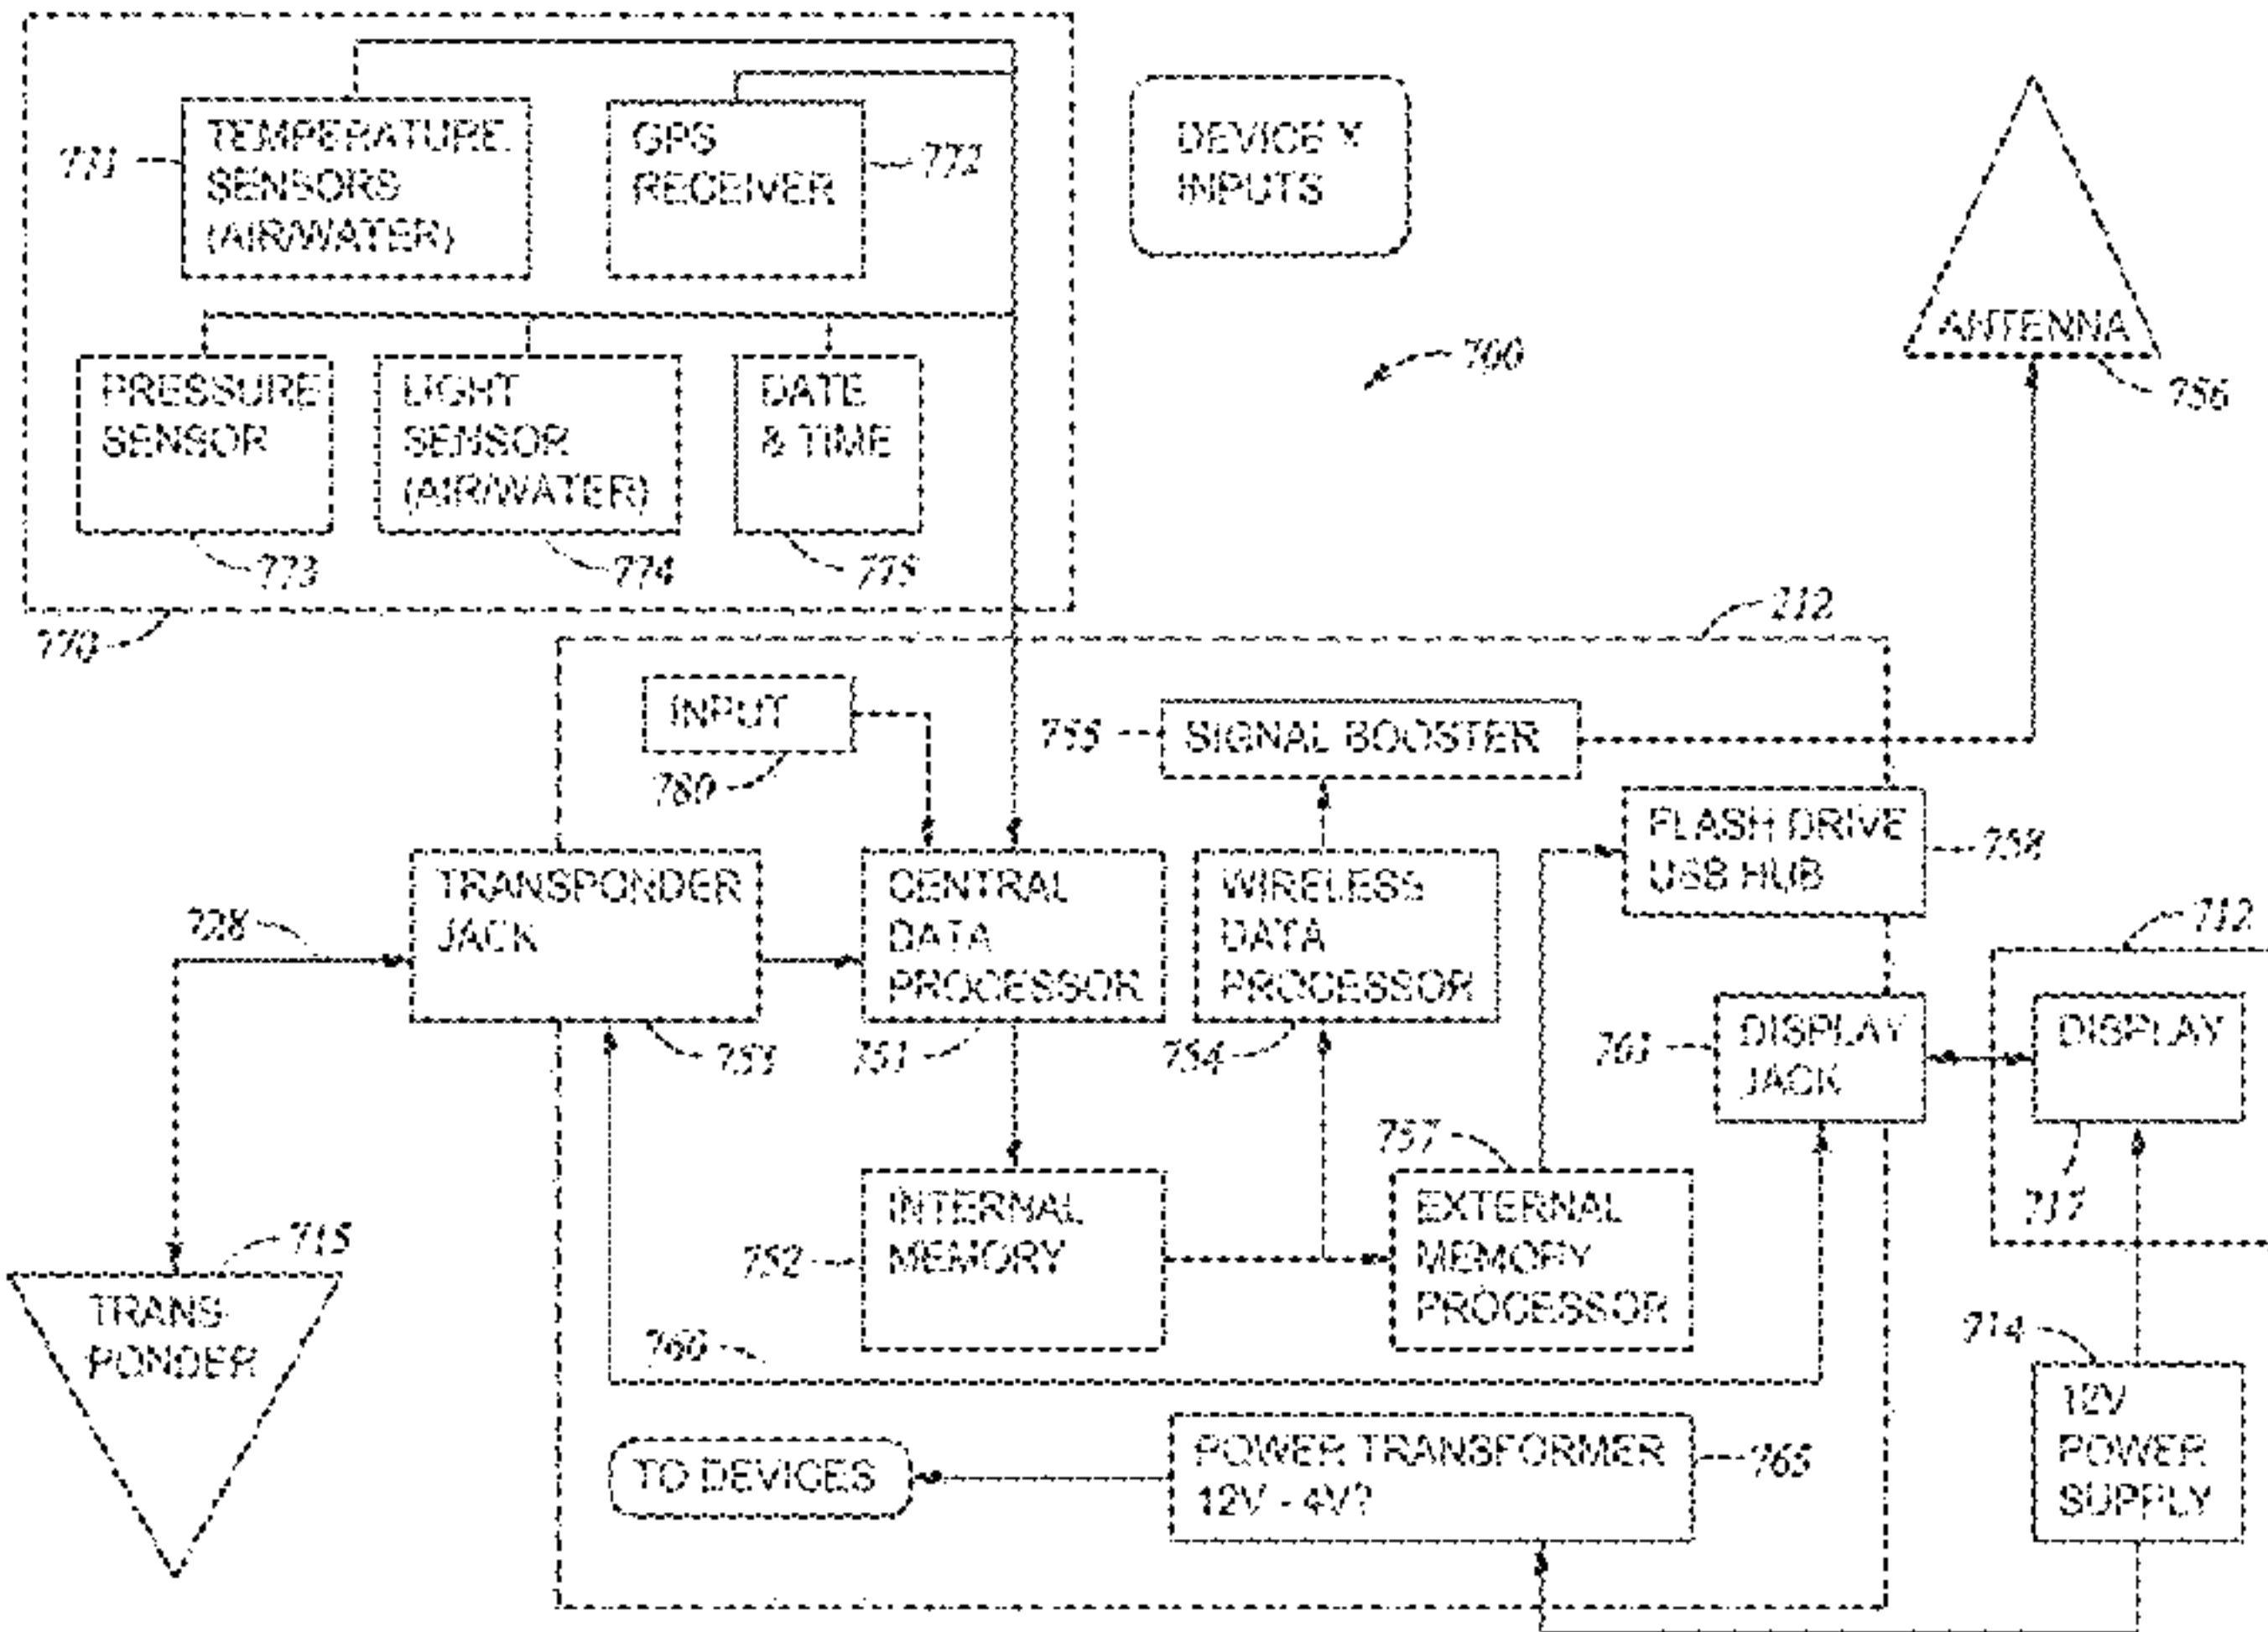 TEMPERATURE
SENSORS
(AIR/WATER)
771
GPS
RECEIVER
772
DEVICE Y
INPUTS
ANTENNA
756
700
PRESSURE
SENSOR
773
LIGHT
SENSOR
(AIR/WATER)
774
DATE
& TIME
775
770
INPUT
780
755
SIGNAL BOOSTER
FLASH DRIVE
USB HUB
758
728
TRANSPONDER
JACK
753
CENTRAL
DATA
PROCESSOR
751
WIRELESS
DATA
PROCESSOR
754
712
761
DISPLAY
JACK
DISPLAY
717
715
TRANS-
PONDER
752
INTERNAL
MEMORY
757
EXTERNAL
MEMORY
PROCESSOR
760
714
12V
POWER
SUPPLY
TO DEVICES
POWER TRANSFORMER
12V - 4V?
765